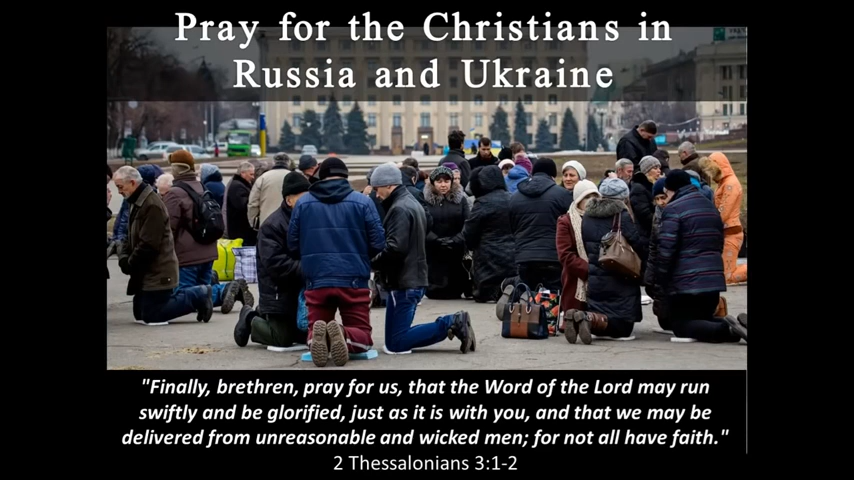 Pray for the Christians in
Russia and Ukraine
"Finally, brethren, pray for us, that the Word of the Lord may run
swiftly and be glorified, just as it is with you, and that we may be
delivered from unreasonable and wicked men; for not all have faith."
2 Thessalonians 3:1-2